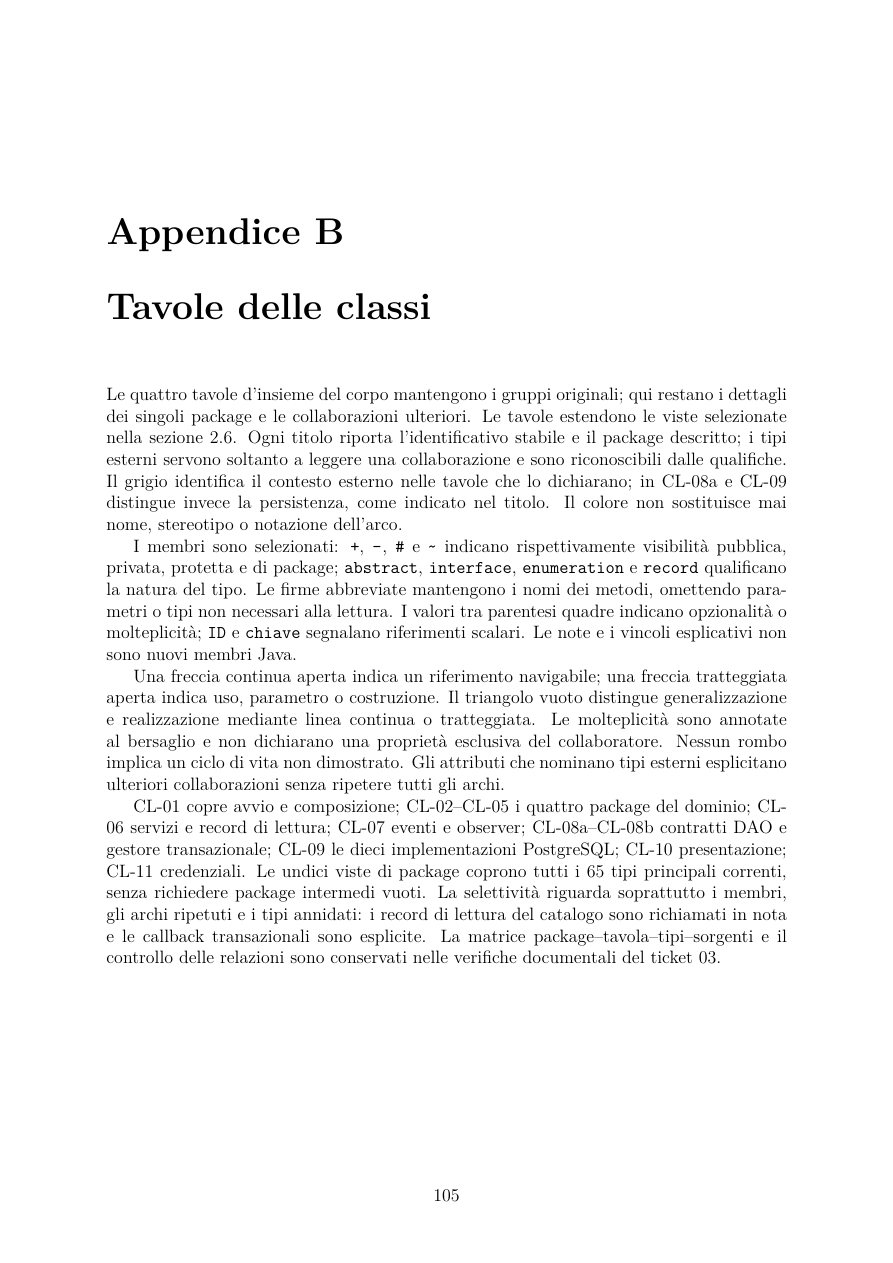 Appendice B
Tavole delle classi
Le quattro tavole d'insieme del corpo mantengono i gruppi originali; qui restano i dettagli
dei singoli package e le collaborazioni ulteriori. Le tavole estendono le viste selezionate
nella sezione 2.6. Ogni titolo riporta l'identificativo stabile e il package descritto; i tipi
esterni servono soltanto a leggere una collaborazione e sono riconoscibili dalle qualifiche.
Il grigio identifica il contesto esterno nelle tavole che lo dichiarano; in CL-08a e CL-09
distingue invece la persistenza, come indicato nel titolo. Il colore non sostituisce mai
nome, stereotipo o notazione dell'arco.
I membri sono selezionati: +, -, # e ~ indicano rispettivamente visibilità pubblica,
privata, protetta e di package; abstract, interface, enumeration e record qualificano
la natura del tipo. Le firme abbreviate mantengono i nomi dei metodi, omettendo para-
metri o tipi non necessari alla lettura. I valori tra parentesi quadre indicano opzionalità o
molteplicità; ID e chiave segnalano riferimenti scalari. Le note e i vincoli esplicativi non
sono nuovi membri Java.
Una freccia continua aperta indica un riferimento navigabile; una freccia tratteggiata
aperta indica uso, parametro o costruzione. Il triangolo vuoto distingue generalizzazione
e realizzazione mediante linea continua o tratteggiata. Le molteplicità sono annotate
al bersaglio e non dichiarano una proprietà esclusiva del collaboratore. Nessun rombo
implica un ciclo di vita non dimostrato. Gli attributi che nominano tipi esterni esplicitano
ulteriori collaborazioni senza ripetere tutti gli archi.
CL-01 copre avvio e composizione; CL-02–CL-05 i quattro package del dominio; CL-
06 servizi e record di lettura; CL-07 eventi e observer; CL-08a–CL-08b contratti DAO e
gestore transazionale; CL-09 le dieci implementazioni PostgreSQL; CL-10 presentazione;
CL-11 credenziali. Le undici viste di package coprono tutti i 65 tipi principali correnti,
senza richiedere package intermedi vuoti. La selettività riguarda soprattutto i membri,
gli archi ripetuti e i tipi annidati: i record di lettura del catalogo sono richiamati in nota
e le callback transazionali sono esplicite. La matrice package–tavola–tipi–sorgenti e il
controllo delle relazioni sono conservati nelle verifiche documentali del ticket 03.
105